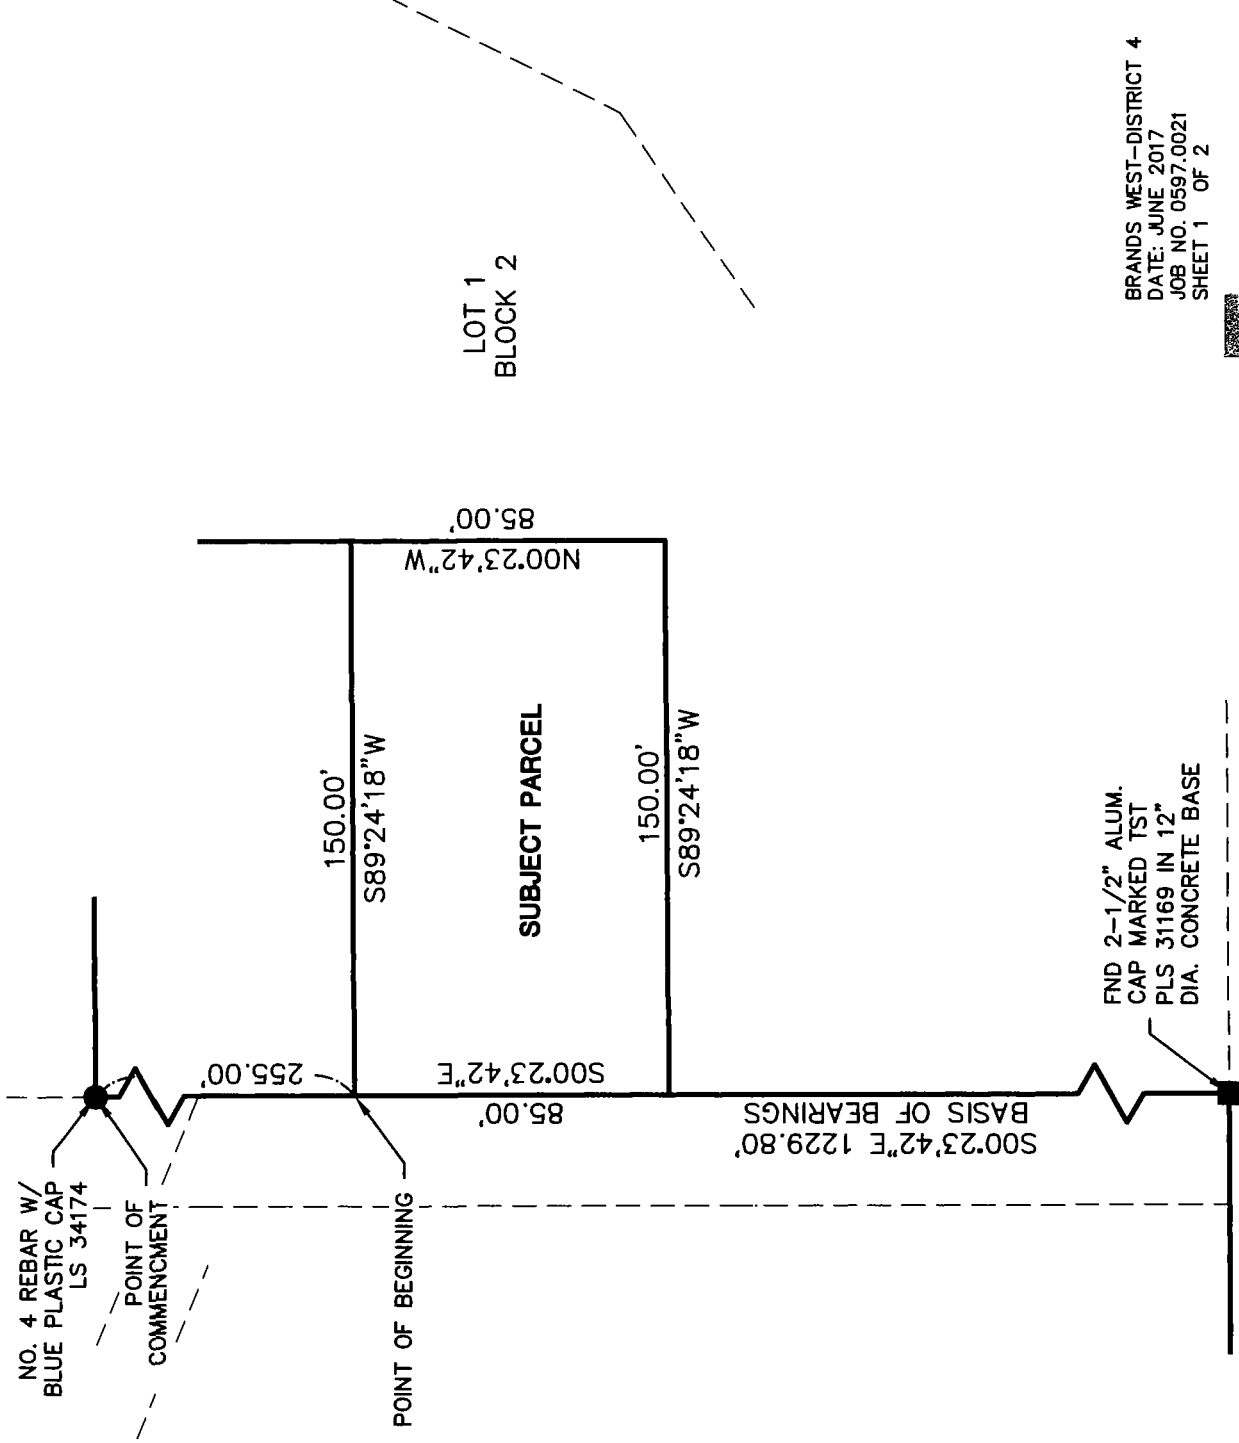 NO. 4 REBAR W/
BLUE PLASTIC CAP
LS 34174
POINT OF
COMMENCMENT
POINT OF BEGINNING
255.00'
150.00'
S89°24'18"W
S00°23'42"E
85.00'
SUBJECT PARCEL
N00°23'42"W
85.00'
150.00'
S89°24'18"W
S00°23'42"E 1229.80'
BASIS OF BEARINGS
LOT 1
BLOCK 2
FND 2-1/2" ALUM.
CAP MARKED TST
PLS 31169 IN 12"
DIA. CONCRETE BASE
BRANDS WEST-DISTRICT 4
DATE: JUNE 2017
JOB NO. 0597.0021
SHEET 1 OF 2